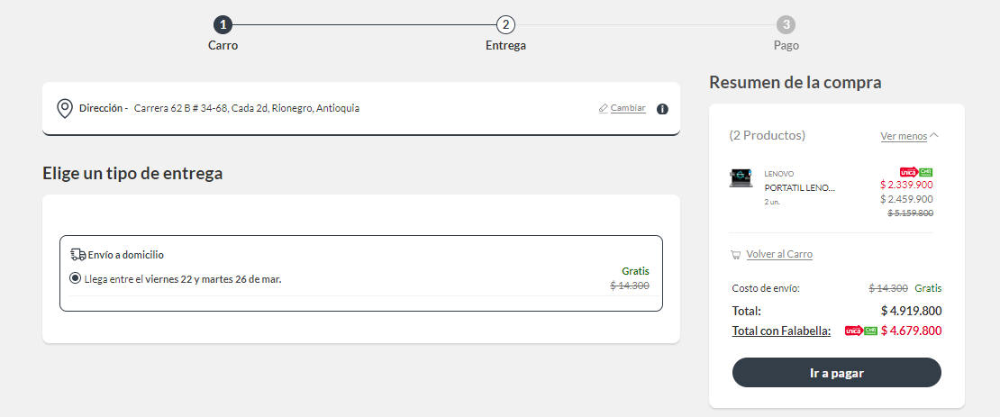 1 2 3
Carro Entrega Pago
Dirección - Carrera 62 B # 34-68, Cada 2d, Rionegro, Antioquia Cambiar
Elige un tipo de entrega
Envío a domicilio
Llega entre el viernes 22 y martes 26 de mar.
Gratis
$ 14.300
Resumen de la compra
(2 Productos) Ver menos
LENOVO única CMR
PORTATIL LENO... $ 2.339.900
2 un. $ 2.459.900
$ 5.159.800
Volver al Carro
Costo de envío: $ 14.300 Gratis
Total: $ 4.919.800
Total con Falabella: única CMR $ 4.679.800
Ir a pagar